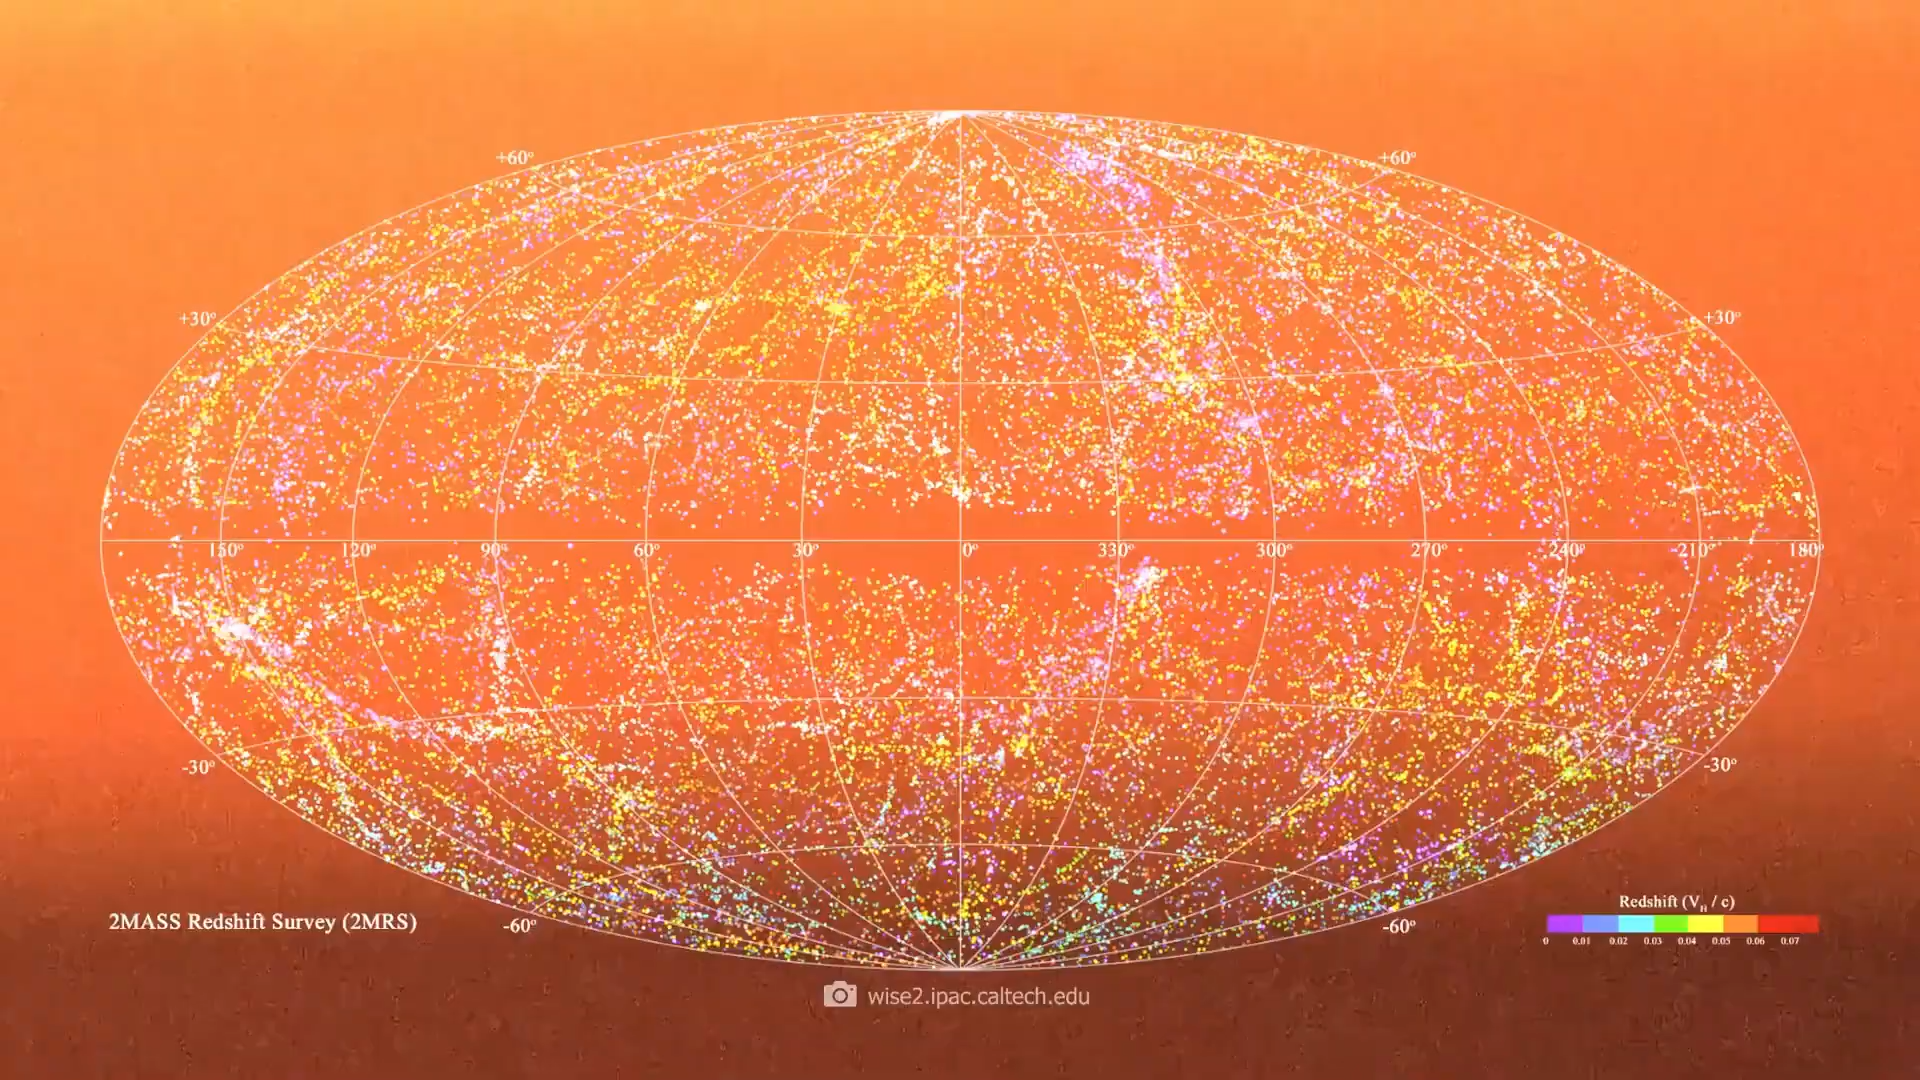 +60° +60°
+30° +30°
150° 120° 90° 60° 30° 0° 330° 300° 270° 240° 210° 180°
-30° -30°
2MASS Redshift Survey (2MRS)
-60° -60°
Redshift (V_H / c)
0 0.01 0.02 0.03 0.04 0.05 0.06 0.07
wise2.ipac.caltech.edu